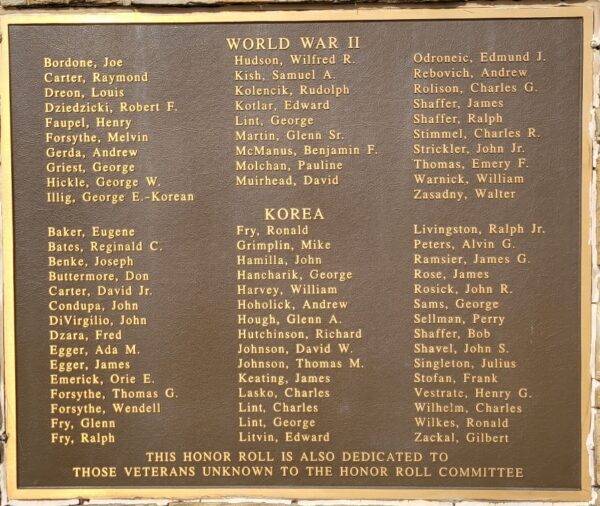 WORLD WAR II
Bordone, Joe
Carter, Raymond
Dreon, Louis
Dziedzicki, Robert F.
Faupel, Henry
Forsythe, Melvin
Gerda, Andrew
Griest, George
Hickle, George W.
Illig, George E.-Korean
Hudson, Wilfred R.
Kish, Samuel A.
Kolencik, Rudolph
Kotlar, Edward
Lint, George
Martin, Glenn Sr.
McManus, Benjamin F.
Molchan, Pauline
Muirhead, David
Odroneic, Edmund J.
Rebovich, Andrew
Rolison, Charles G.
Shaffer, James
Shaffer, Ralph
Stimmel, Charles R.
Strickler, John Jr.
Thomas, Emery F.
Warnick, William
Zasadny, Walter
KOREA
Baker, Eugene
Bates, Reginald C.
Benke, Joseph
Buttermore, Don
Carter, David Jr.
Condupa, John
DiVirgilio, John
Dzara, Fred
Egger, Ada M.
Egger, James
Emerick, Orie E.
Forsythe, Thomas G.
Forsythe, Wendell
Fry, Glenn
Fry, Ralph
Fry, Ronald
Grimplin, Mike
Hamilla, John
Hancharik, George
Harvey, William
Hoholick, Andrew
Hough, Glenn A.
Hutchinson, Richard
Johnson, David W.
Johnson, Thomas M.
Keating, James
Lasko, Charles
Lint, Charles
Lint, George
Litvin, Edward
Livingston, Ralph Jr.
Peters, Alvin G.
Ramsier, James G.
Rose, James
Rosick, John R.
Sams, George
Sellman, Perry
Shaffer, Bob
Shavel, John S.
Singleton, Julius
Stofan, Frank
Vestrate, Henry G.
Wilhelm, Charles
Wilkes, Ronald
Zackal, Gilbert
THIS HONOR ROLL IS ALSO DEDICATED TO
THOSE VETERANS UNKNOWN TO THE HONOR ROLL COMMITTEE